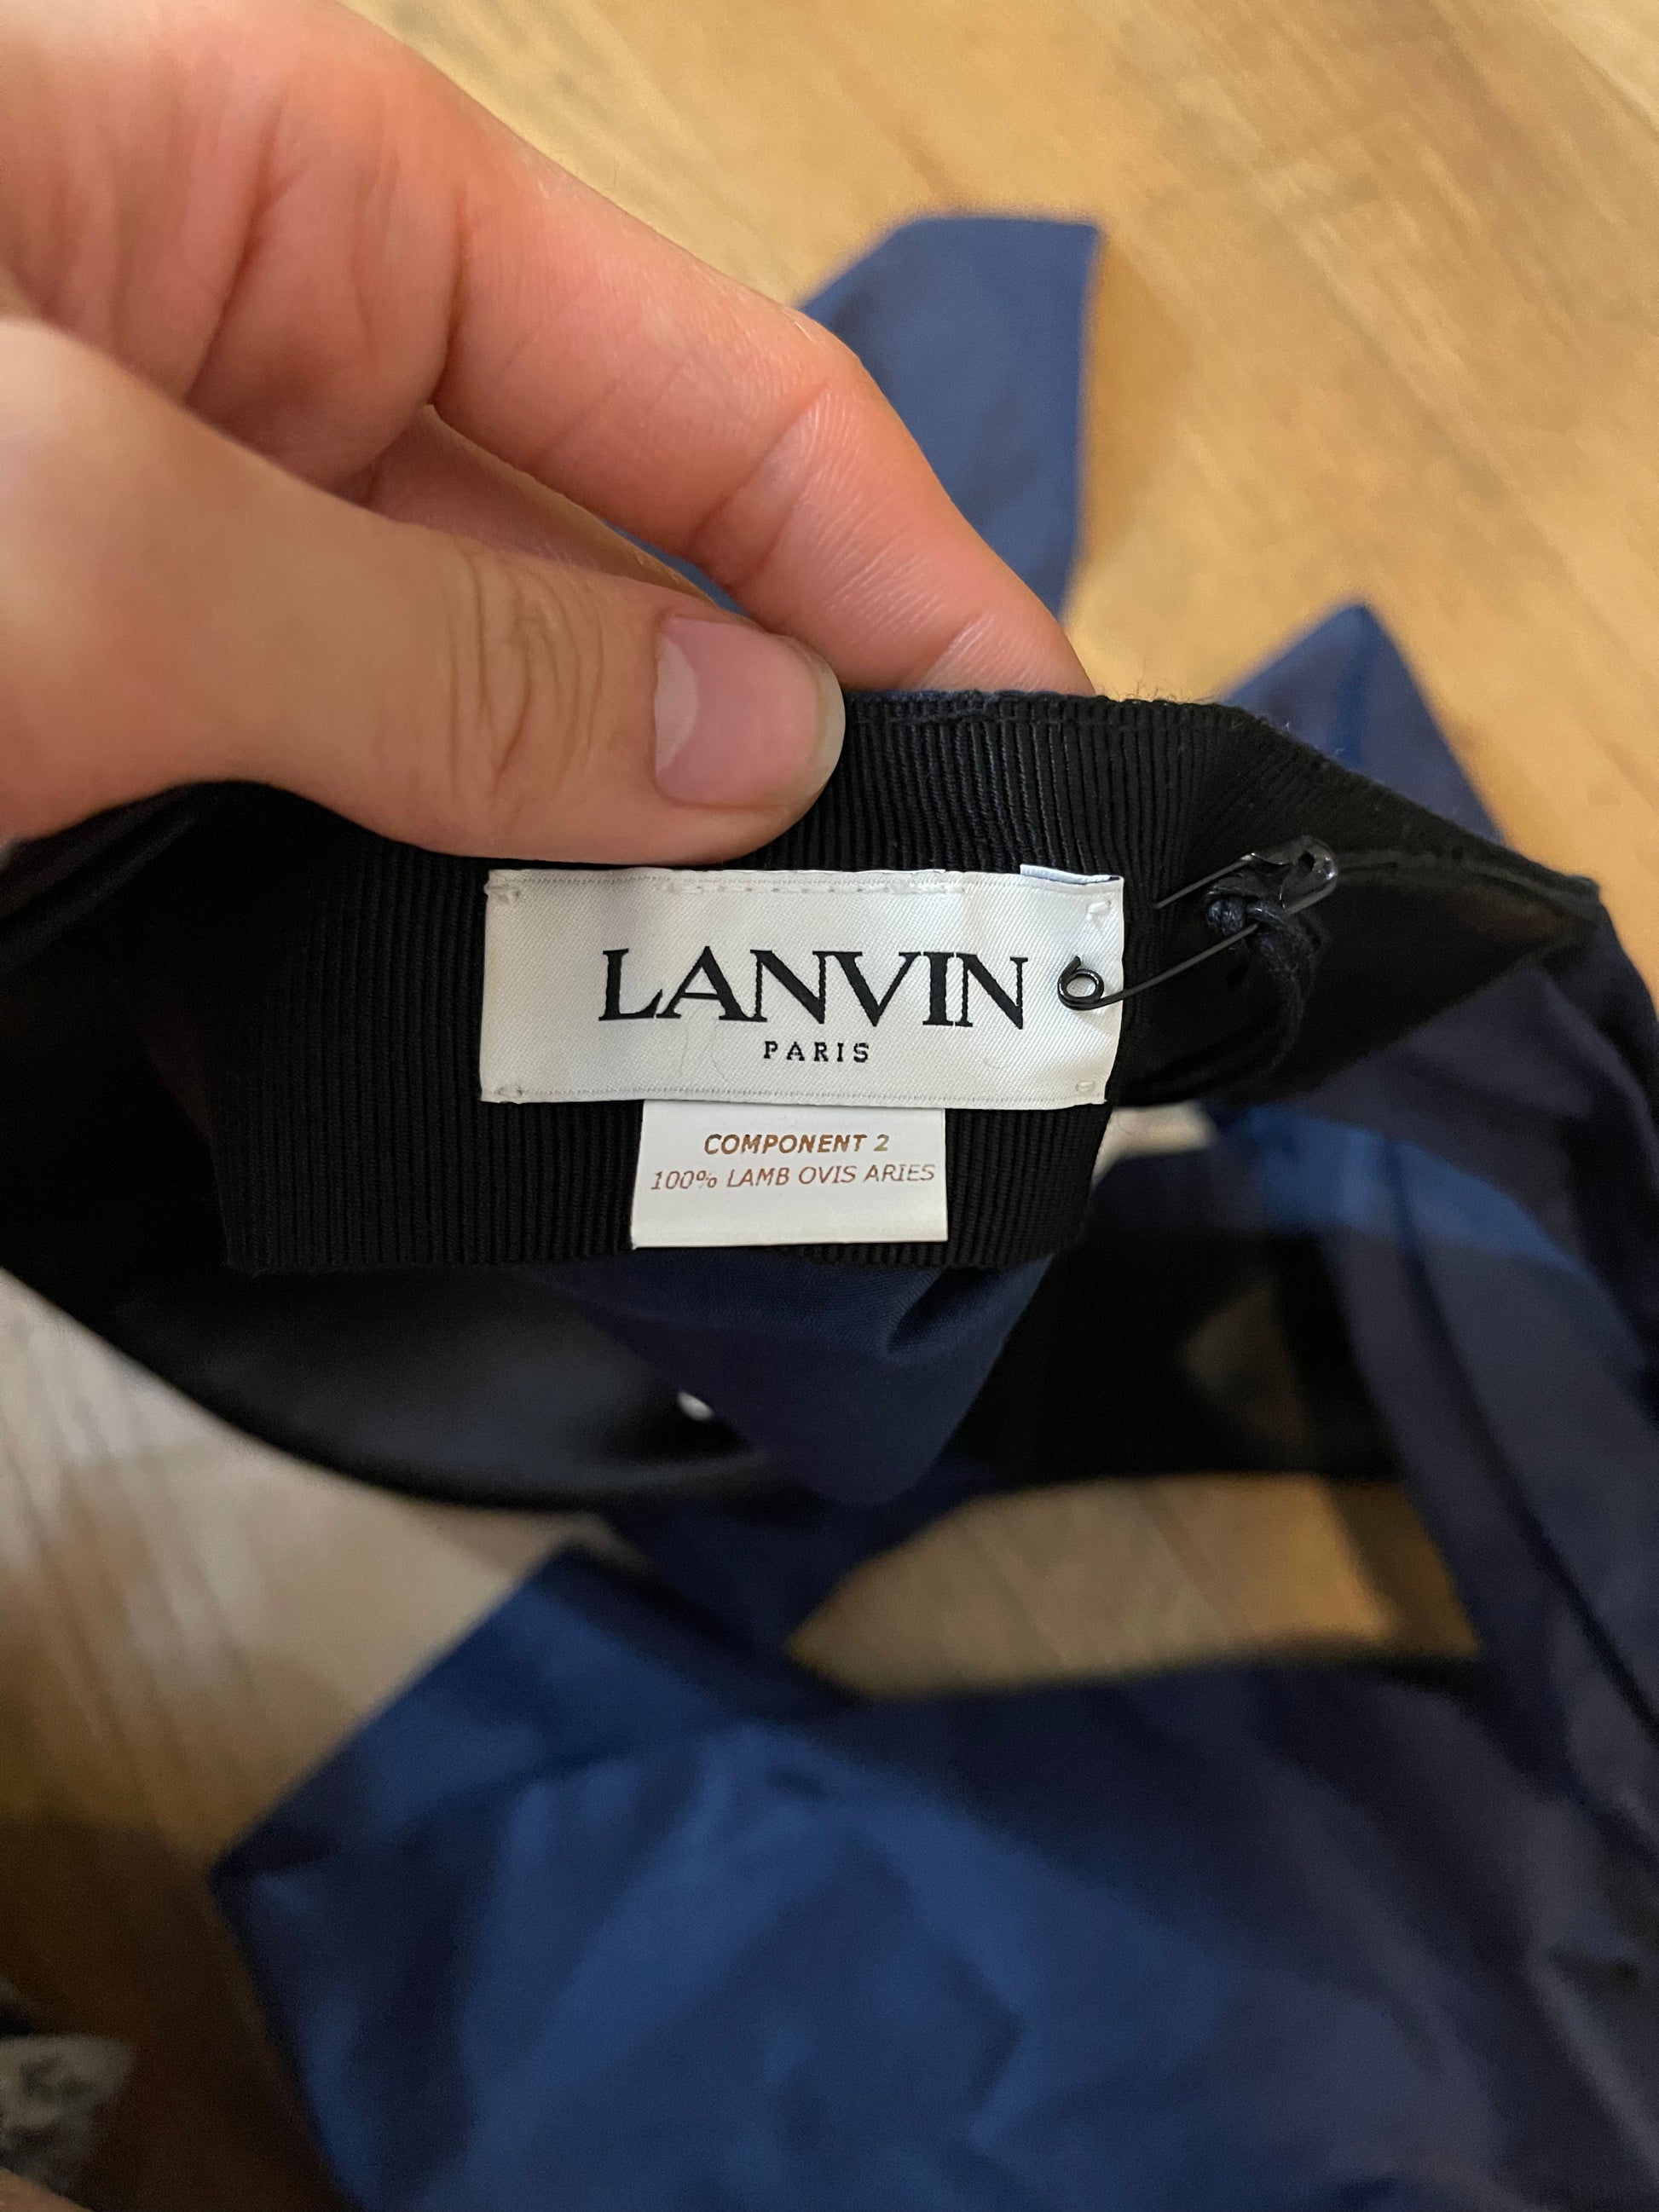 LANVIN
PARIS
COMPONENT 2
100% LAMB OVIS ARIES